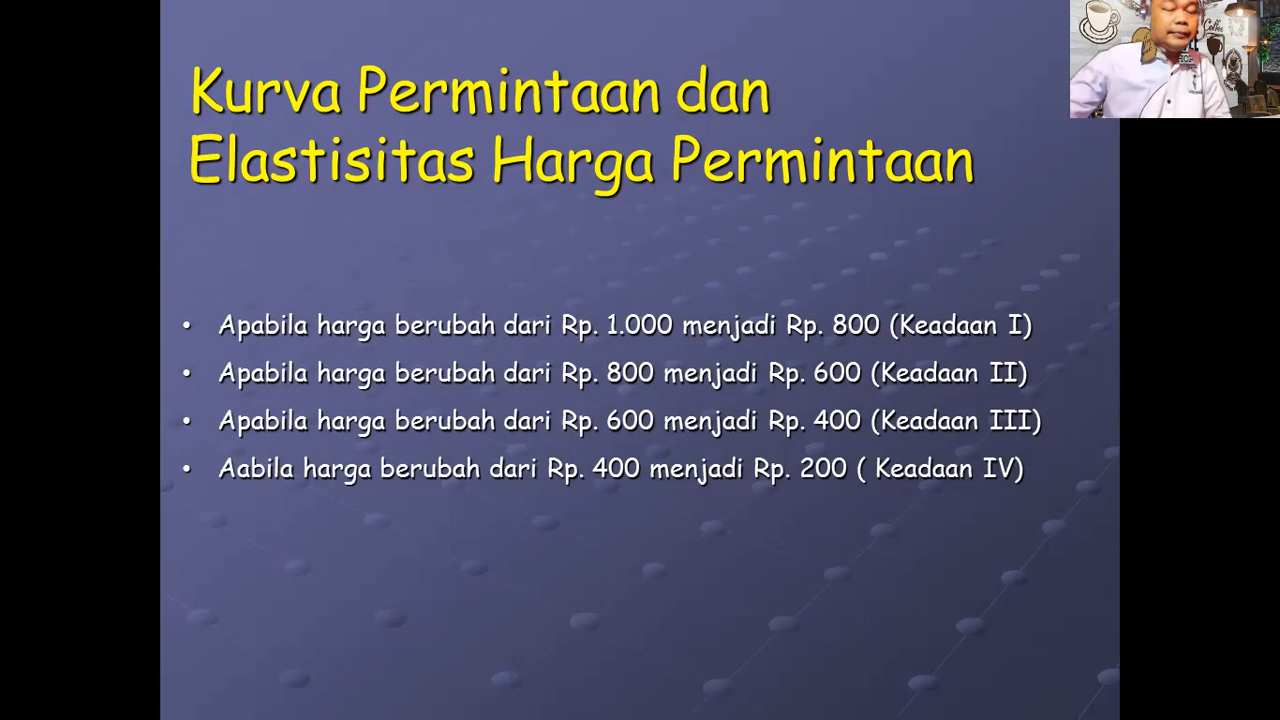 Kurva Permintaan dan
Elastisitas Harga Permintaan
• Apabila harga berubah dari Rp. 1.000 menjadi Rp. 800 (Keadaan I)
• Apabila harga berubah dari Rp. 800 menjadi Rp. 600 (Keadaan II)
• Apabila harga berubah dari Rp. 600 menjadi Rp. 400 (Keadaan III)
• Aabila harga berubah dari Rp. 400 menjadi Rp. 200 ( Keadaan IV)
Coffee